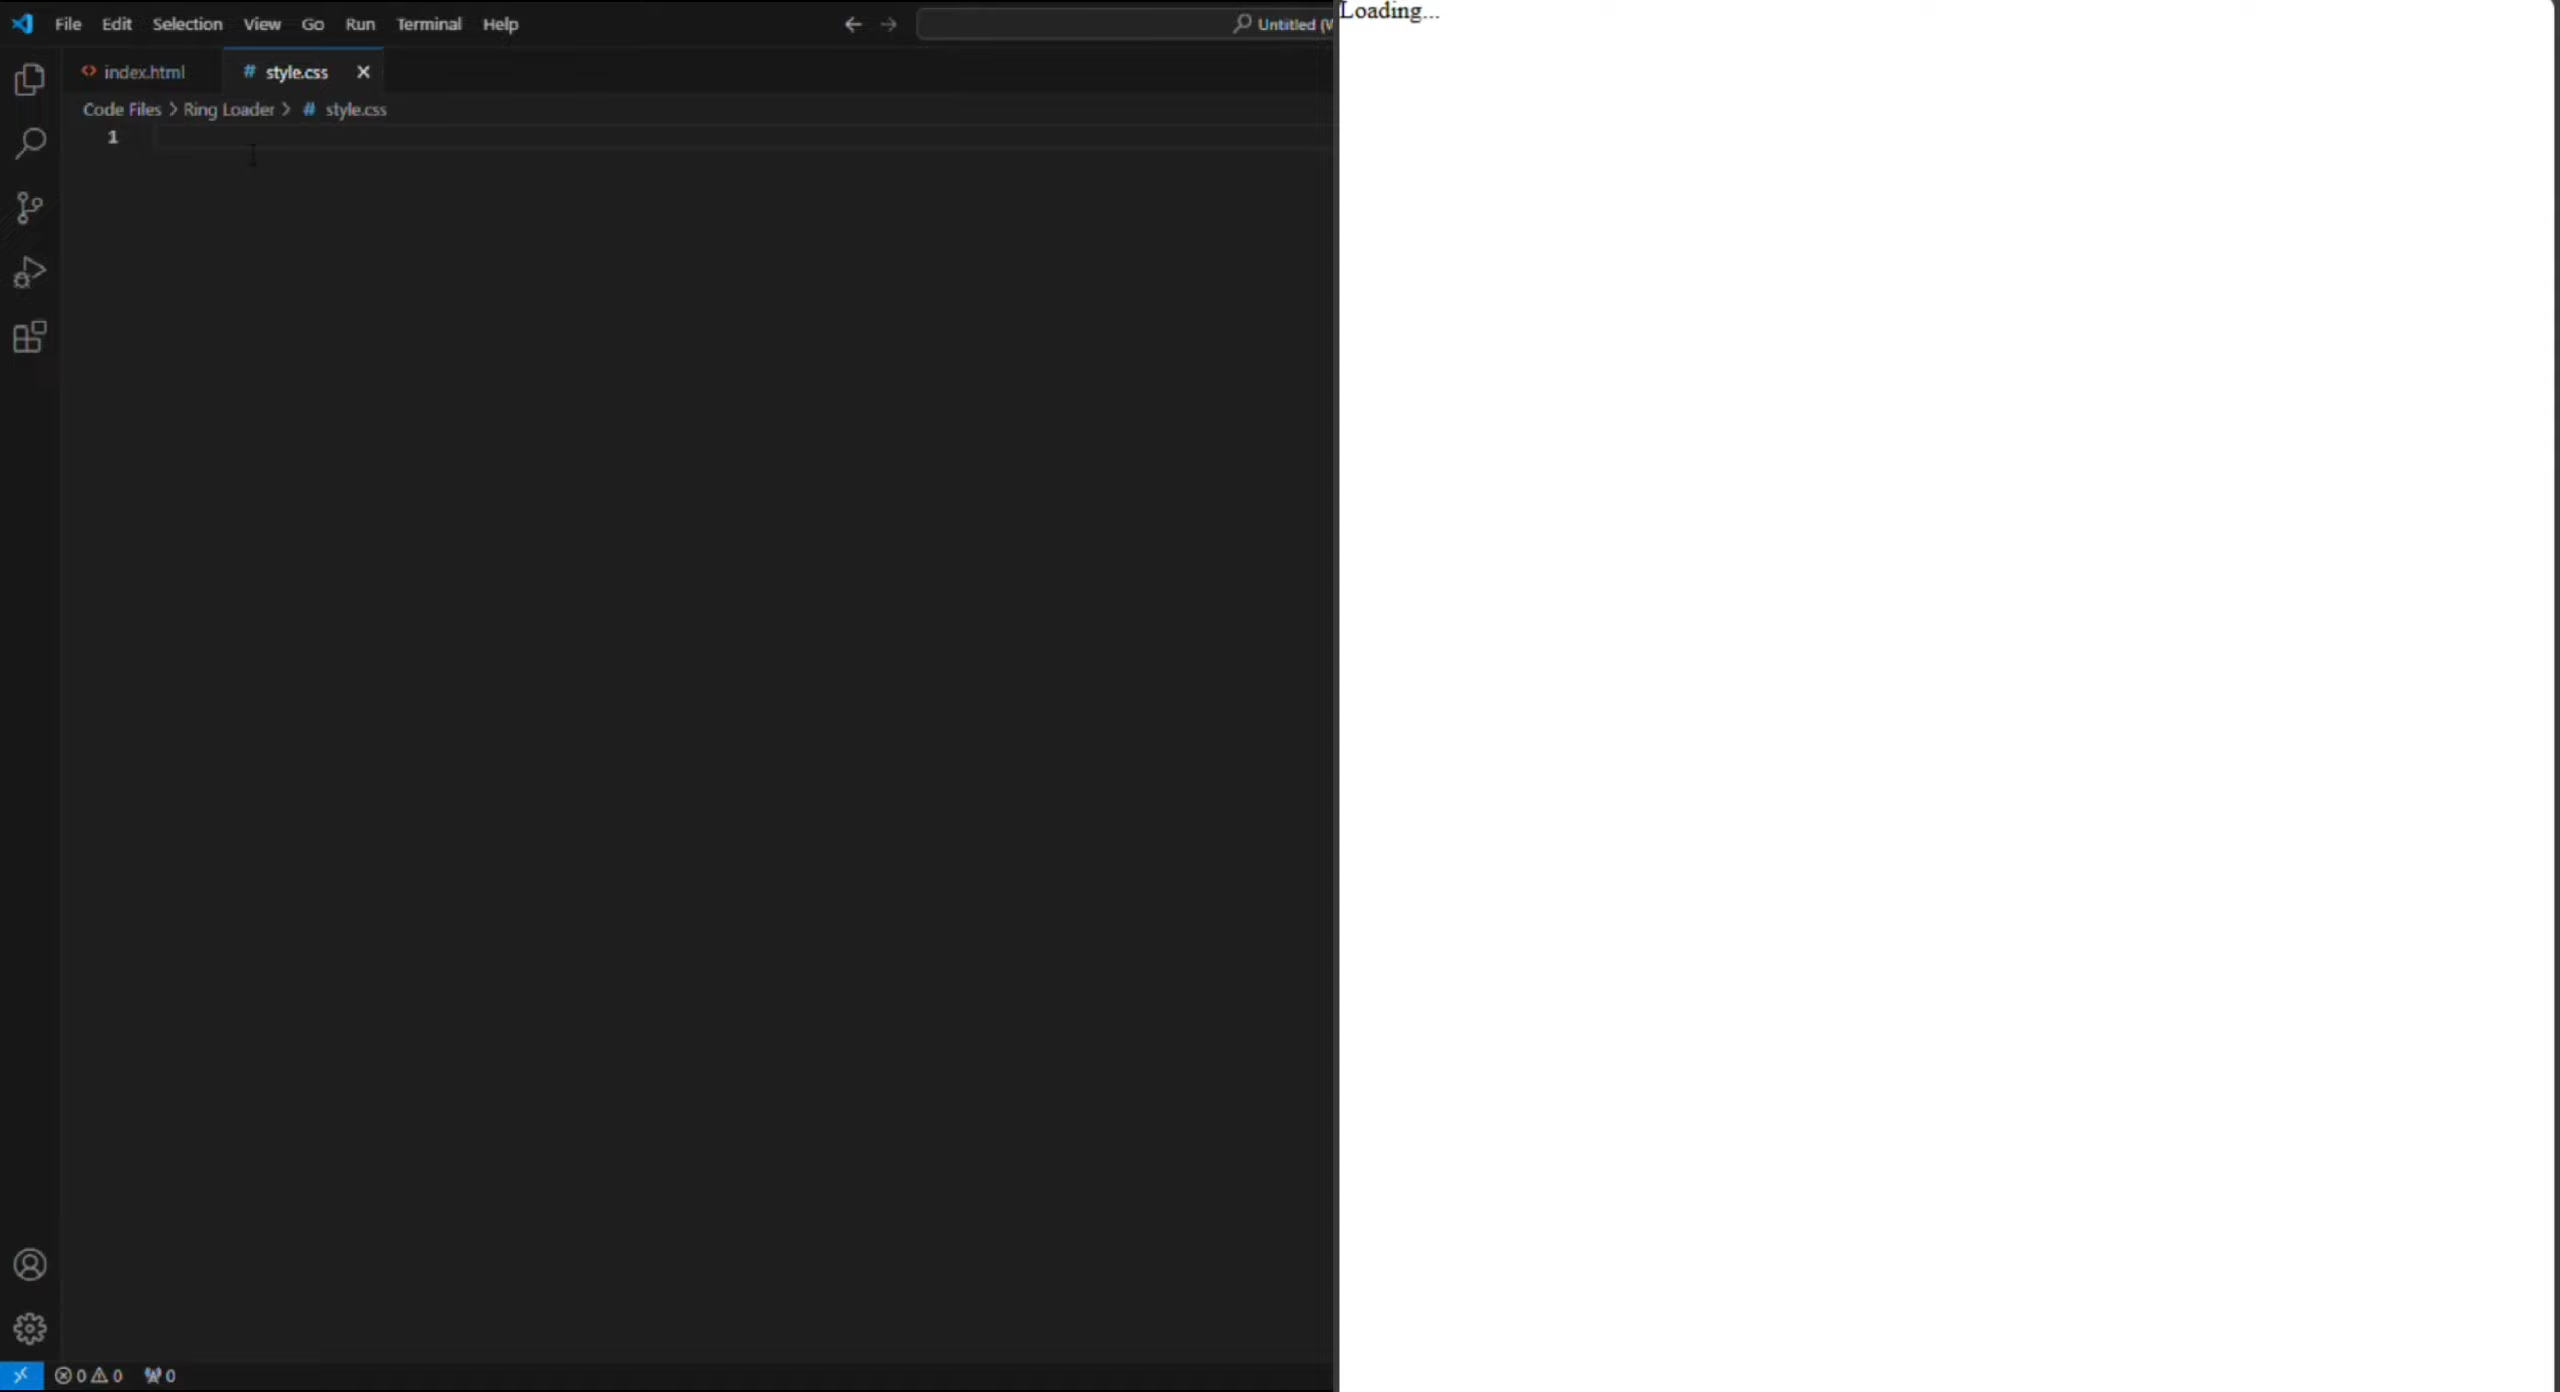 File Edit Selection View Go Run Terminal Help
Untitled (W
index.html style.css
Code Files > Ring Loader > # style.css
1
0 0 0
Loading...